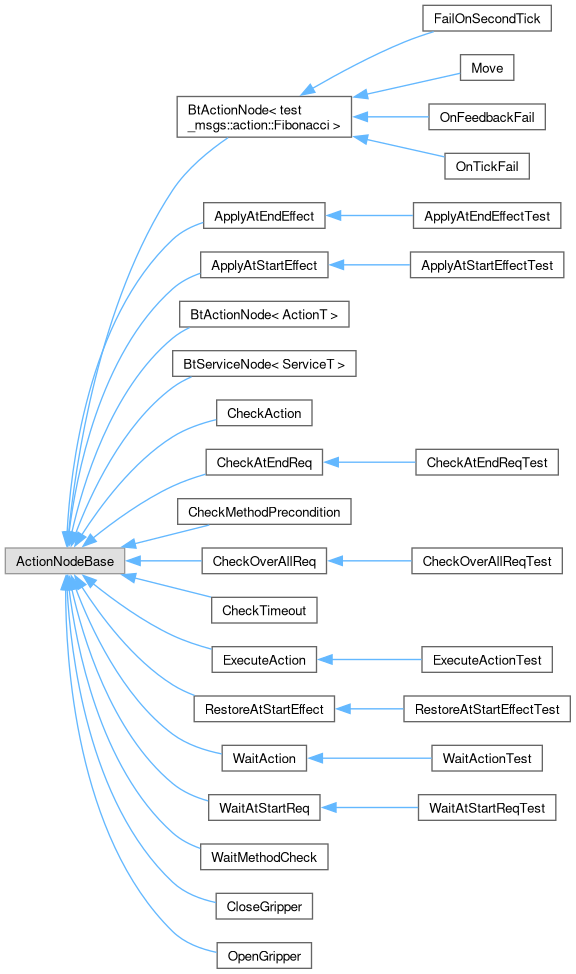 FailOnSecondTick
Move
BtActionNode< test
_msgs::action::Fibonacci >
OnFeedbackFail
OnTickFail
ApplyAtEndEffect
ApplyAtEndEffectTest
ApplyAtStartEffect
ApplyAtStartEffectTest
BtActionNode< ActionT >
BtServiceNode< ServiceT >
CheckAction
CheckAtEndReq
CheckAtEndReqTest
CheckMethodPrecondition
ActionNodeBase
CheckOverAllReq
CheckOverAllReqTest
CheckTimeout
ExecuteAction
ExecuteActionTest
RestoreAtStartEffect
RestoreAtStartEffectTest
WaitAction
WaitActionTest
WaitAtStartReq
WaitAtStartReqTest
WaitMethodCheck
CloseGripper
OpenGripper